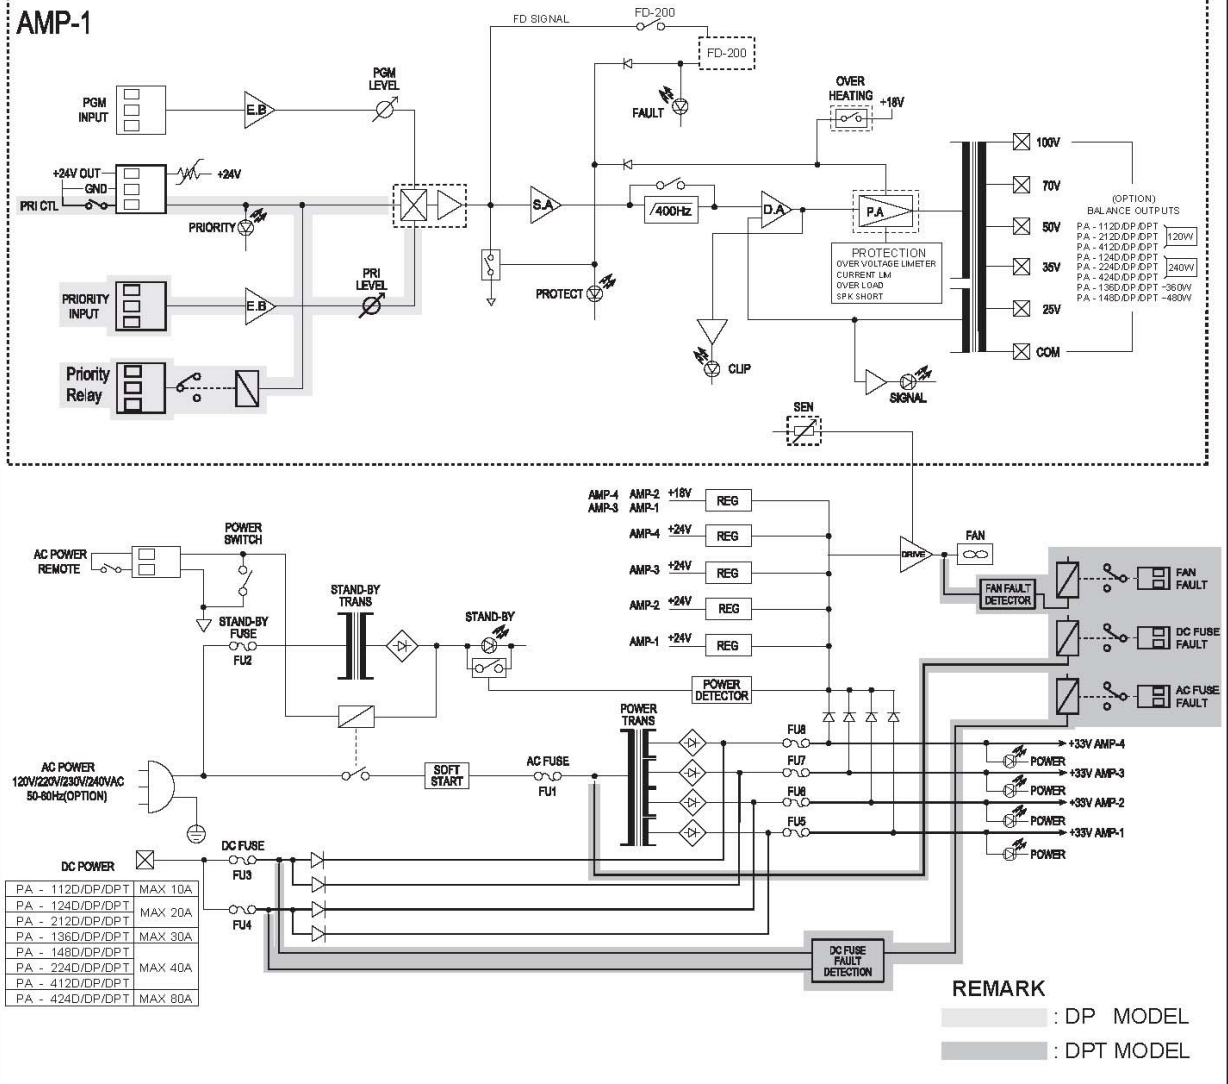 AMP-1
FD SIGNAL
FD-200
FD-200
PGM
LEVEL
PGM
INPUT
E.B
FAULT
OVER
HEATING
+18V
+24V OUT
GND
PRI CTL
+24V
PRIORITY
S.A
/400Hz
D.A
P.A
PROTECTION
OVER VOLTAGE LIMETER
CURRENT LIM
OVER LOAD
SPK SHORT
100V
70V
50V
35V
25V
COM
(OPTION)
BALANCE OUTPUTS
PA - 112D/DP/DPT
PA - 212D/DP/DPT 120W
PA - 412D/DP/DPT
PA - 124D/DP/DPT
PA - 224D/DP/DPT 240W
PA - 424D/DP/DPT
PA - 136D/DP/DPT -360W
PA - 148D/DP/DPT -480W
PRI
LEVEL
PRIORITY
INPUT
E.B
PROTECT
CLIP
SIGNAL
Priority
Relay
SEN
AMP-4 AMP-2 +18V REG
AMP-3 AMP-1
AMP-4 +24V REG
AMP-3 +24V REG
AMP-2 +24V REG
AMP-1 +24V REG
POWER
SWITCH
AC POWER
REMOTE
STAND-BY
FUSE
FU2
STAND-BY
TRANS
STAND-BY
DRIVE
FAN
FAN FAULT
DETECTOR
FAN
FAULT
DC FUSE
FAULT
AC FUSE
FAULT
POWER
DETECTOR
POWER
TRANS
AC POWER
120V/220V/230V/240VAC
50-60Hz(OPTION)
SOFT
START
AC FUSE
FU1
FU8
FU7
FU6
FU5
+33V AMP-4
POWER
+33V AMP-3
POWER
+33V AMP-2
POWER
+33V AMP-1
POWER
DC POWER
DC FUSE
FU3
FU4
PA - 112D/DP/DPT MAX 10A
PA - 124D/DP/DPT
MAX 20A
PA - 212D/DP/DPT
PA - 136D/DP/DPT MAX 30A
PA - 148D/DP/DPT
PA - 224D/DP/DPT MAX 40A
PA - 412D/DP/DPT
PA - 424D/DP/DPT MAX 80A
DC FUSE
FAULT
DETECTION
REMARK
: DP MODEL
: DPT MODEL